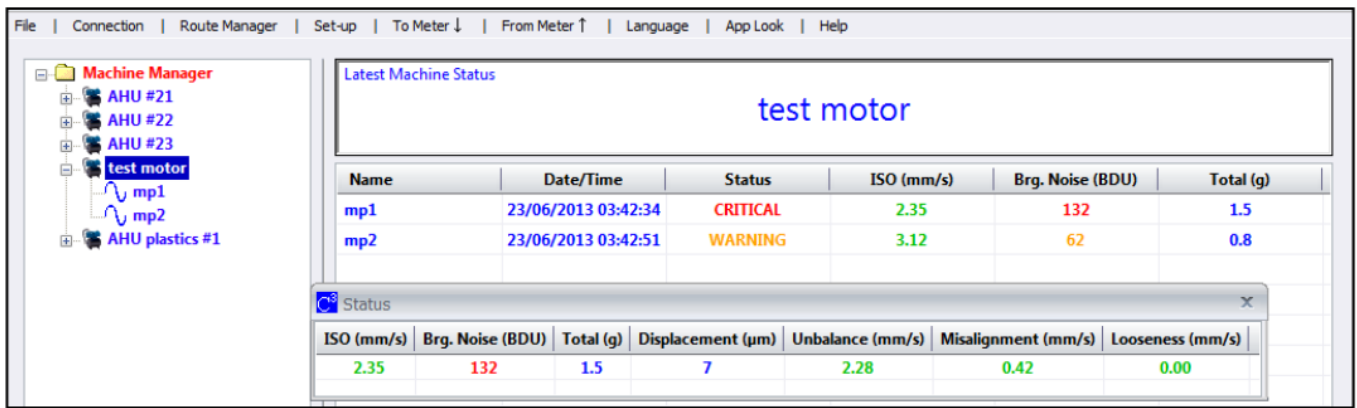 File | Connection | Route Manager | Set-up | To Meter ↓ | From Meter ↑ | Language | App Look | Help
Machine Manager
AHU #21
AHU #22
AHU #23
test motor
mp1
mp2
AHU plastics #1
Latest Machine Status
test motor
Name Date/Time Status ISO (mm/s) Brg. Noise (BDU) Total (g)
mp1 23/06/2013 03:42:34 CRITICAL 2.35 132 1.5
mp2 23/06/2013 03:42:51 WARNING 3.12 62 0.8
C³ Status x
ISO (mm/s) Brg. Noise (BDU) Total (g) Displacement (µm) Unbalance (mm/s) Misalignment (mm/s) Looseness (mm/s)
2.35 132 1.5 7 2.28 0.42 0.00